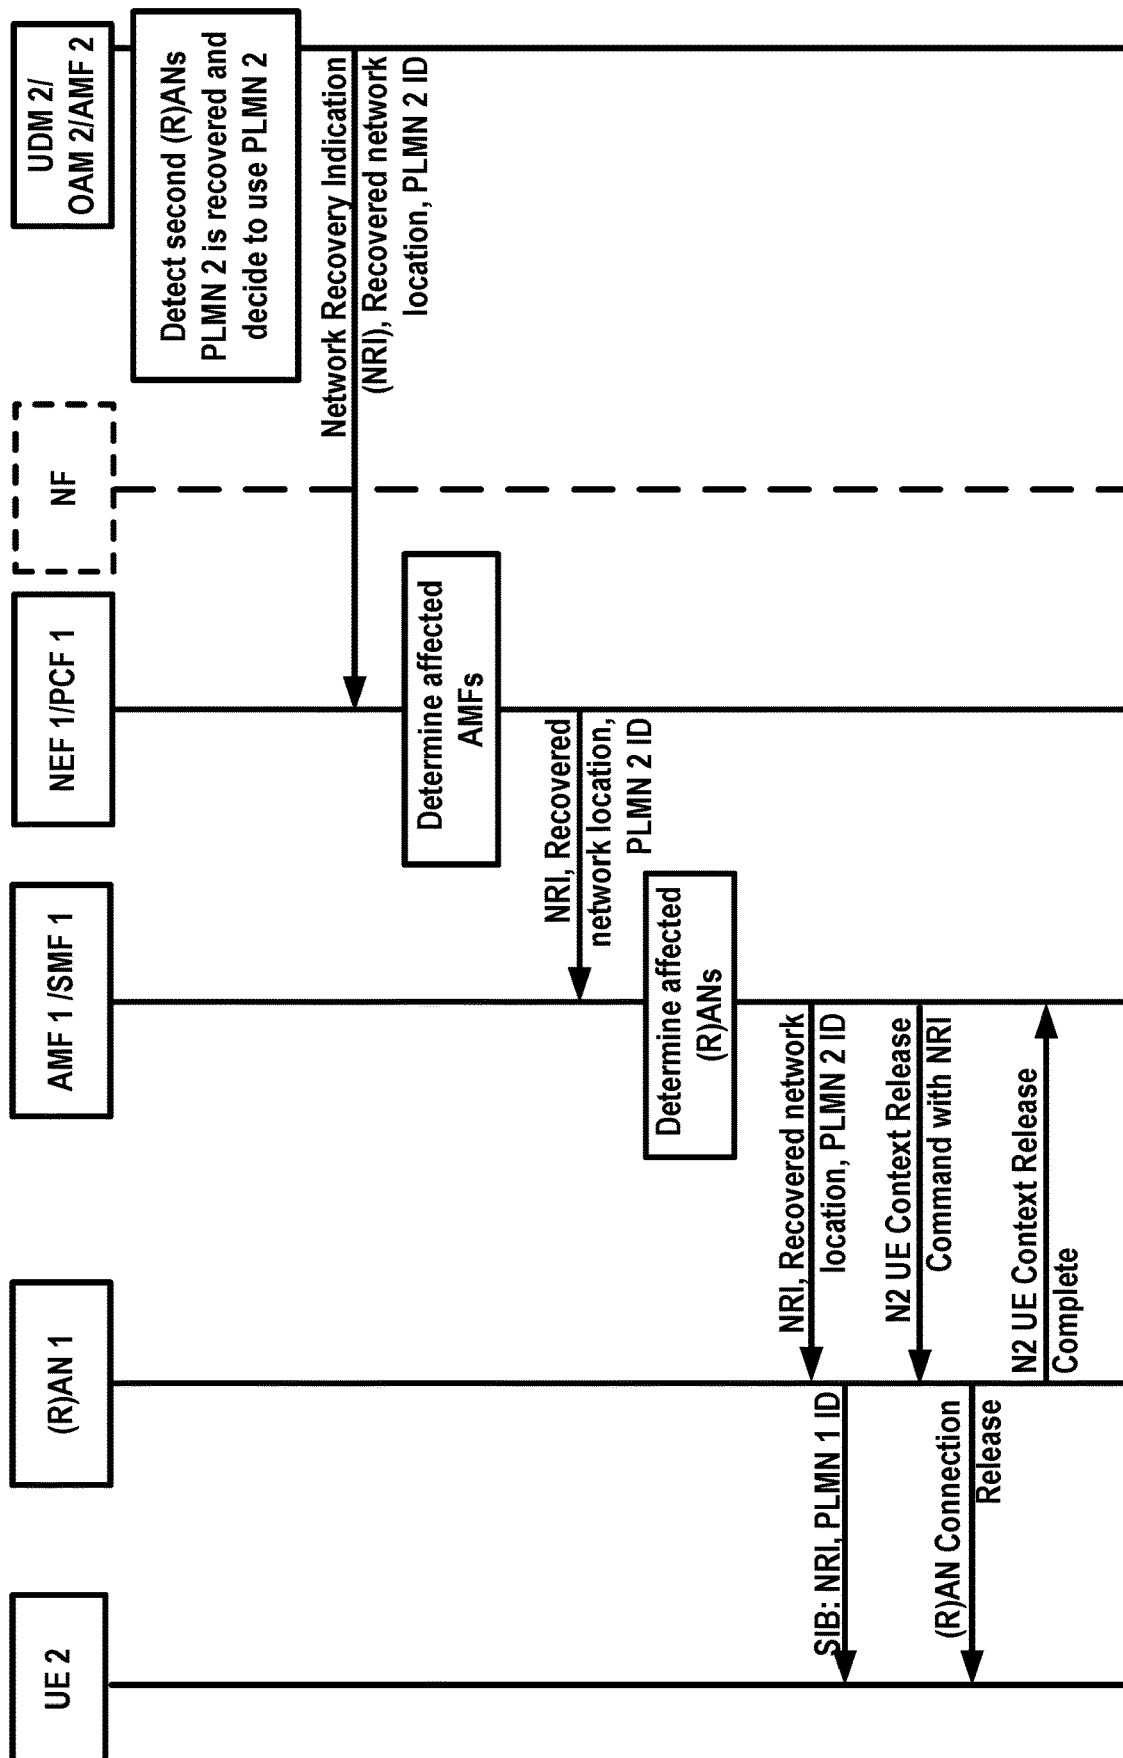 UE 2
(R)AN 1
AMF 1 /SMF 1
NEF 1/PCF 1
NF
UDM 2/
OAM 2/AMF 2
Detect second (R)ANs
PLMN 2 is recovered and
decide to use PLMN 2
Network Recovery Indication
(NRI), Recovered network
location, PLMN 2 ID
Determine affected
AMFs
NRI, Recovered
network location,
PLMN 2 ID
Determine affected
(R)ANs
NRI, Recovered network
location, PLMN 2 ID
SIB: NRI, PLMN 1 ID
N2 UE Context Release
Command with NRI
(R)AN Connection
Release
N2 UE Context Release
Complete